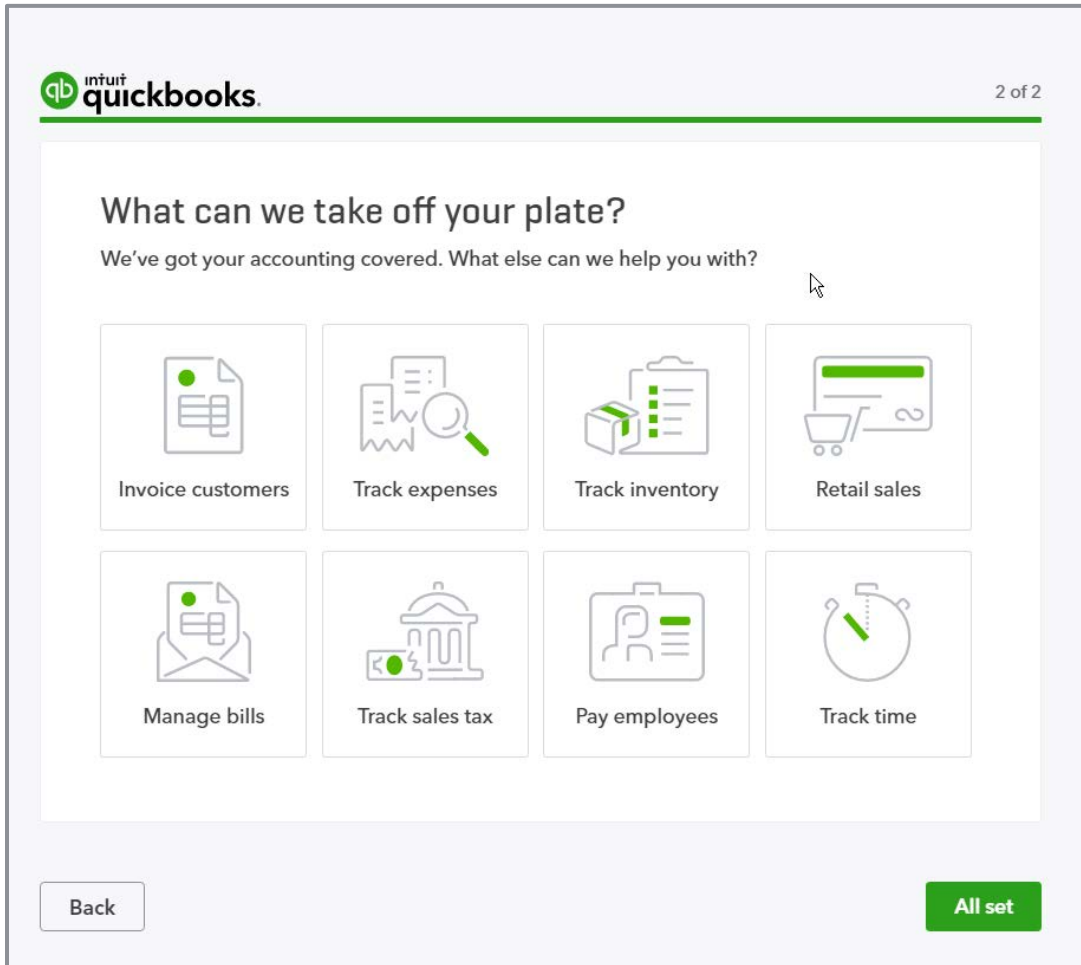 qb intuit
quickbooks.
2 of 2
What can we take off your plate?
We've got your accounting covered. What else can we help you with?
Invoice customers
Track expenses
Track inventory
Retail sales
Manage bills
Track sales tax
Pay employees
Track time
Back
All set